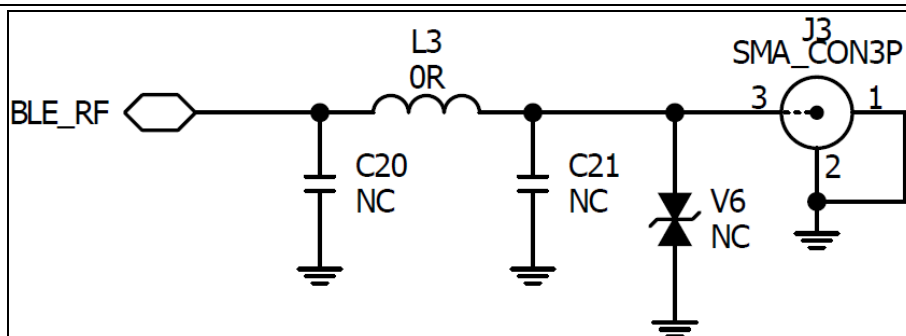 J3
SMA_CON3P
L3
0R
BLE_RF
3
1
2
C20
NC
C21
NC
V6
NC